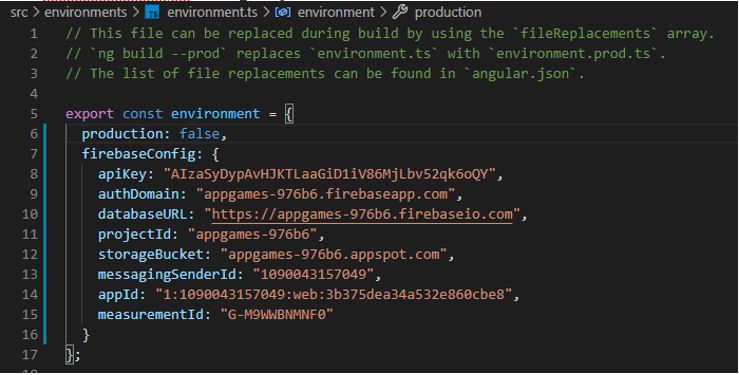 src > environments > TS environment.ts > environment > production
1 // This file can be replaced during build by using the `fileReplacements` array.
2 // `ng build --prod` replaces `environment.ts` with `environment.prod.ts`.
3 // The list of file replacements can be found in `angular.json`.
4
5 export const environment = {
6 production: false,
7 firebaseConfig: {
8 apiKey: "AIzaSyDypAvHJKTLaaGiD1iV86MjLbv52qk6oQY",
9 authDomain: "appgames-976b6.firebaseapp.com",
10 databaseURL: "https://appgames-976b6.firebaseio.com",
11 projectId: "appgames-976b6",
12 storageBucket: "appgames-976b6.appspot.com",
13 messagingSenderId: "1090043157049",
14 appId: "1:1090043157049:web:3b375dea34a532e860cbe8",
15 measurementId: "G-M9WWBNMNF0"
16 }
17 };